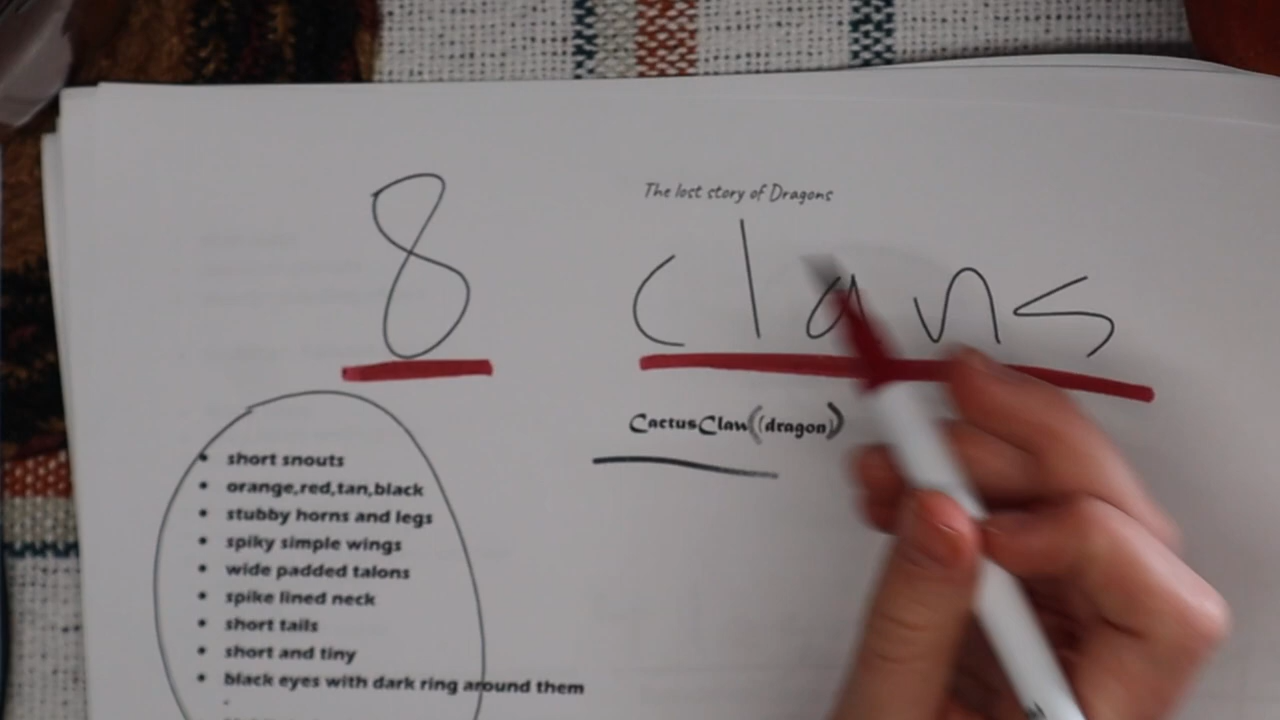 The lost story of Dragons
8 clans
CactusClaw((dragon))
short snouts
orange,red,tan,black
stubby horns and legs
spiky simple wings
wide padded talons
spike lined neck
short tails
short and tiny
black eyes with dark ring around them